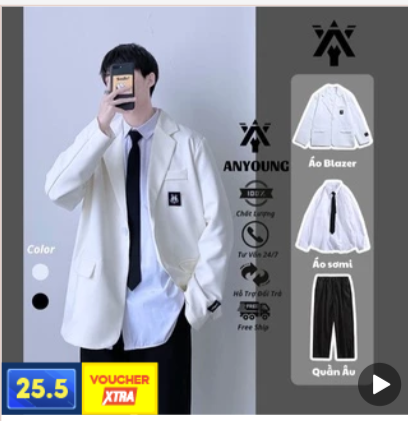 ANYOUNG
100%
Chất Lượng
Tư Vấn 24/7
Hỗ Trợ Đổi Trả
FREE
Free Ship
Color
Áo Blazer
Áo sơmi
Quần Âu
25.5
VOUCHER
XTRA